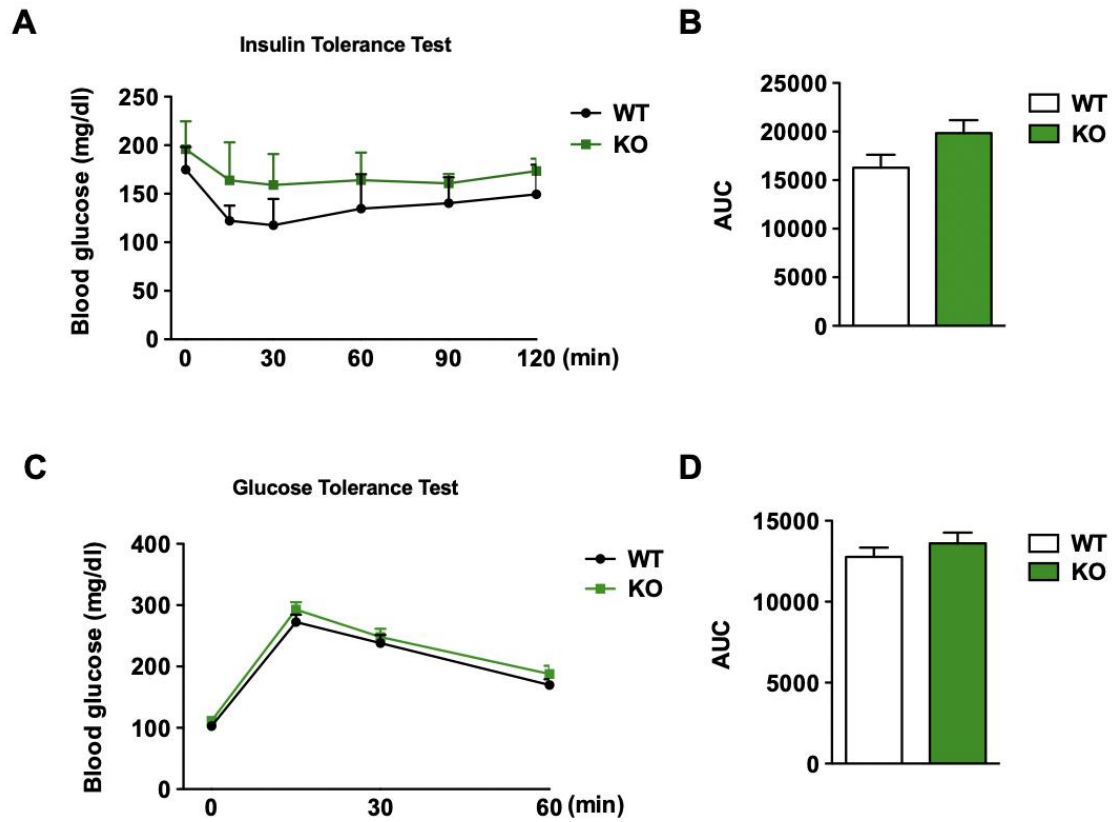 A
Insulin Tolerance Test
Blood glucose (mg/dl)
250
200
150
100
50
0
0 30 60 90 120 (min)
WT
KO
B
AUC
25000
20000
15000
10000
5000
0
WT
KO
C
Glucose Tolerance Test
Blood glucose (mg/dl)
400
300
200
100
0
0 30 60 (min)
WT
KO
D
AUC
15000
10000
5000
0
WT
KO